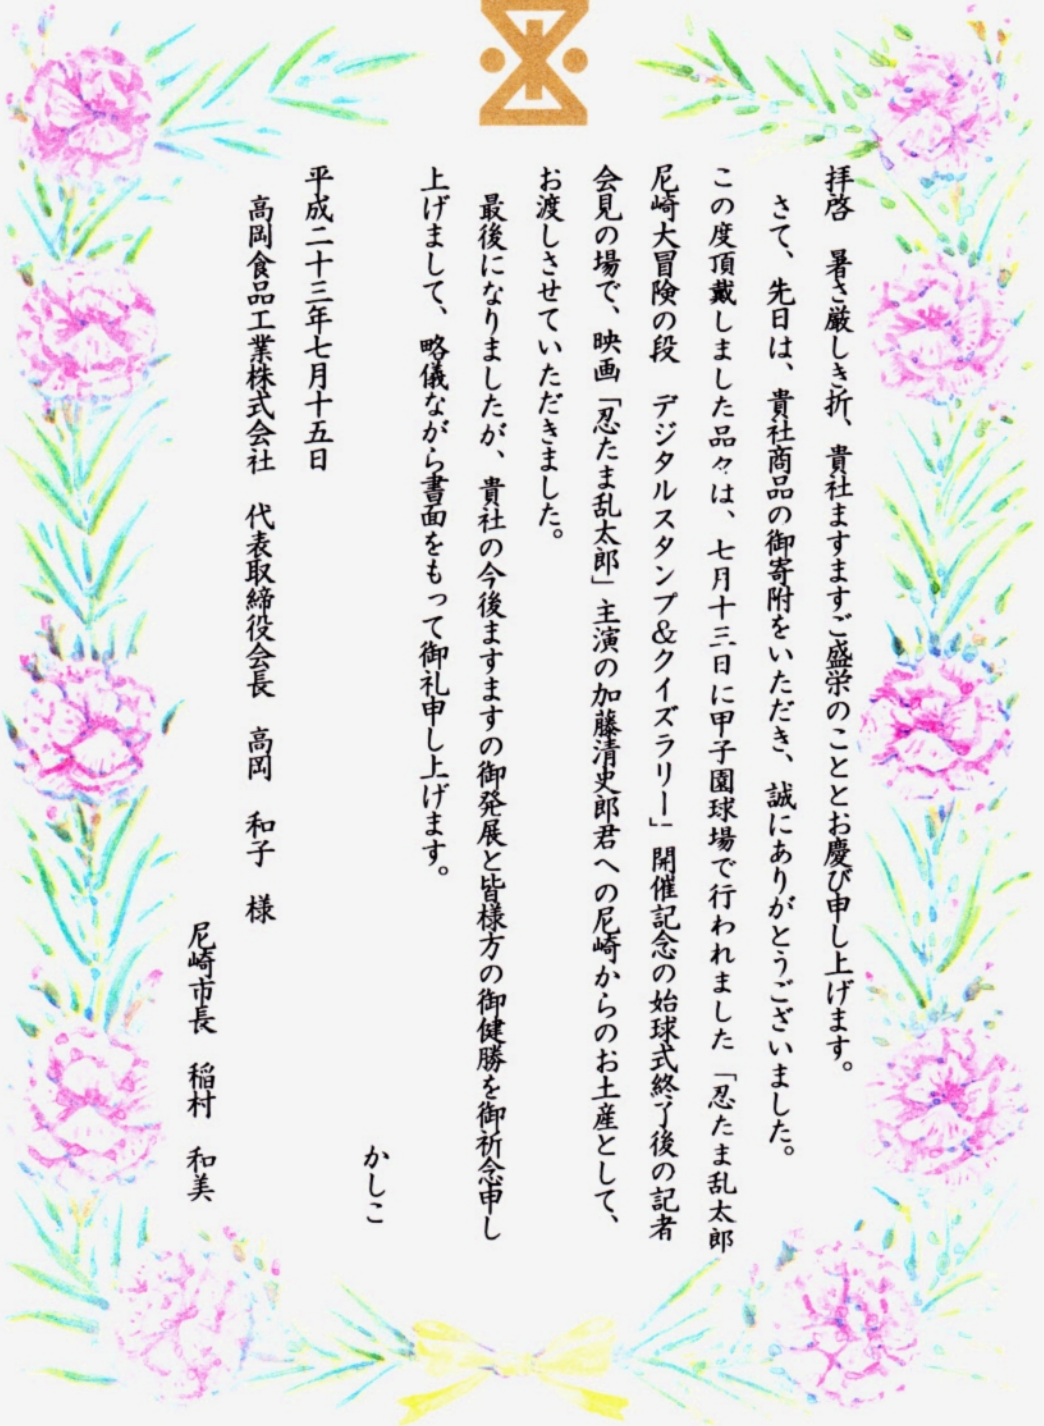 拝啓　暑さ厳しき折、貴社ますますご盛栄のこととお慶び申し上げます。
さて、先日は、貴社商品の御寄附をいただき、誠にありがとうございました。
この度頂戴しました品々は、七月十三日に甲子園球場で行われました「忍たま乱太郎
尼崎大冒険の段　デジタルスタンプ&クイズラリー」開催記念の始球式終了後の記者
会見の場で、映画「忍たま乱太郎」主演の加藤清史郎君への尼崎からのお土産として、
お渡しさせていただきました。
最後になりましたが、貴社の今後ますますの御発展と皆様方の御健勝を御祈念申し
上げまして、略儀ながら書面をもって御礼申し上げます。
かしこ
平成二十三年七月十五日
高岡食品工業株式会社　代表取締役会長　高岡　和子　様
尼崎市長　稲村　和美